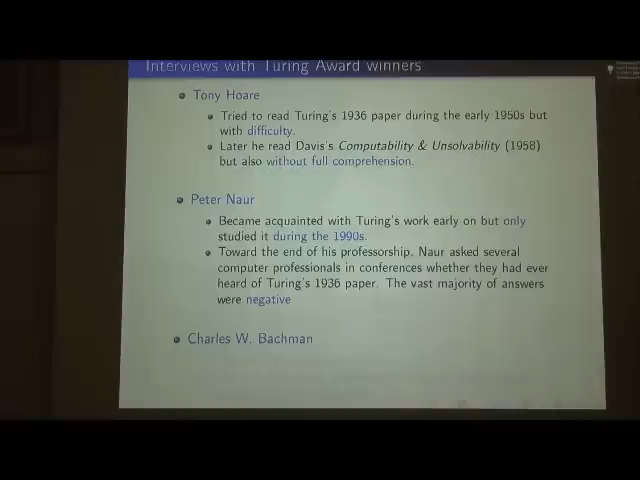 Interviews with Turing Award winners
Tony Hoare
Tried to read Turing's 1936 paper during the early 1950s but
with difficulty.
Later he read Davis's Computability & Unsolvability (1958)
but also without full comprehension.
Peter Naur
Became acquainted with Turing's work early on but only
studied it during the 1990s.
Toward the end of his professorship, Naur asked several
computer professionals in conferences whether they had ever
heard of Turing's 1936 paper. The vast majority of answers
were negative
Charles W. Bachman